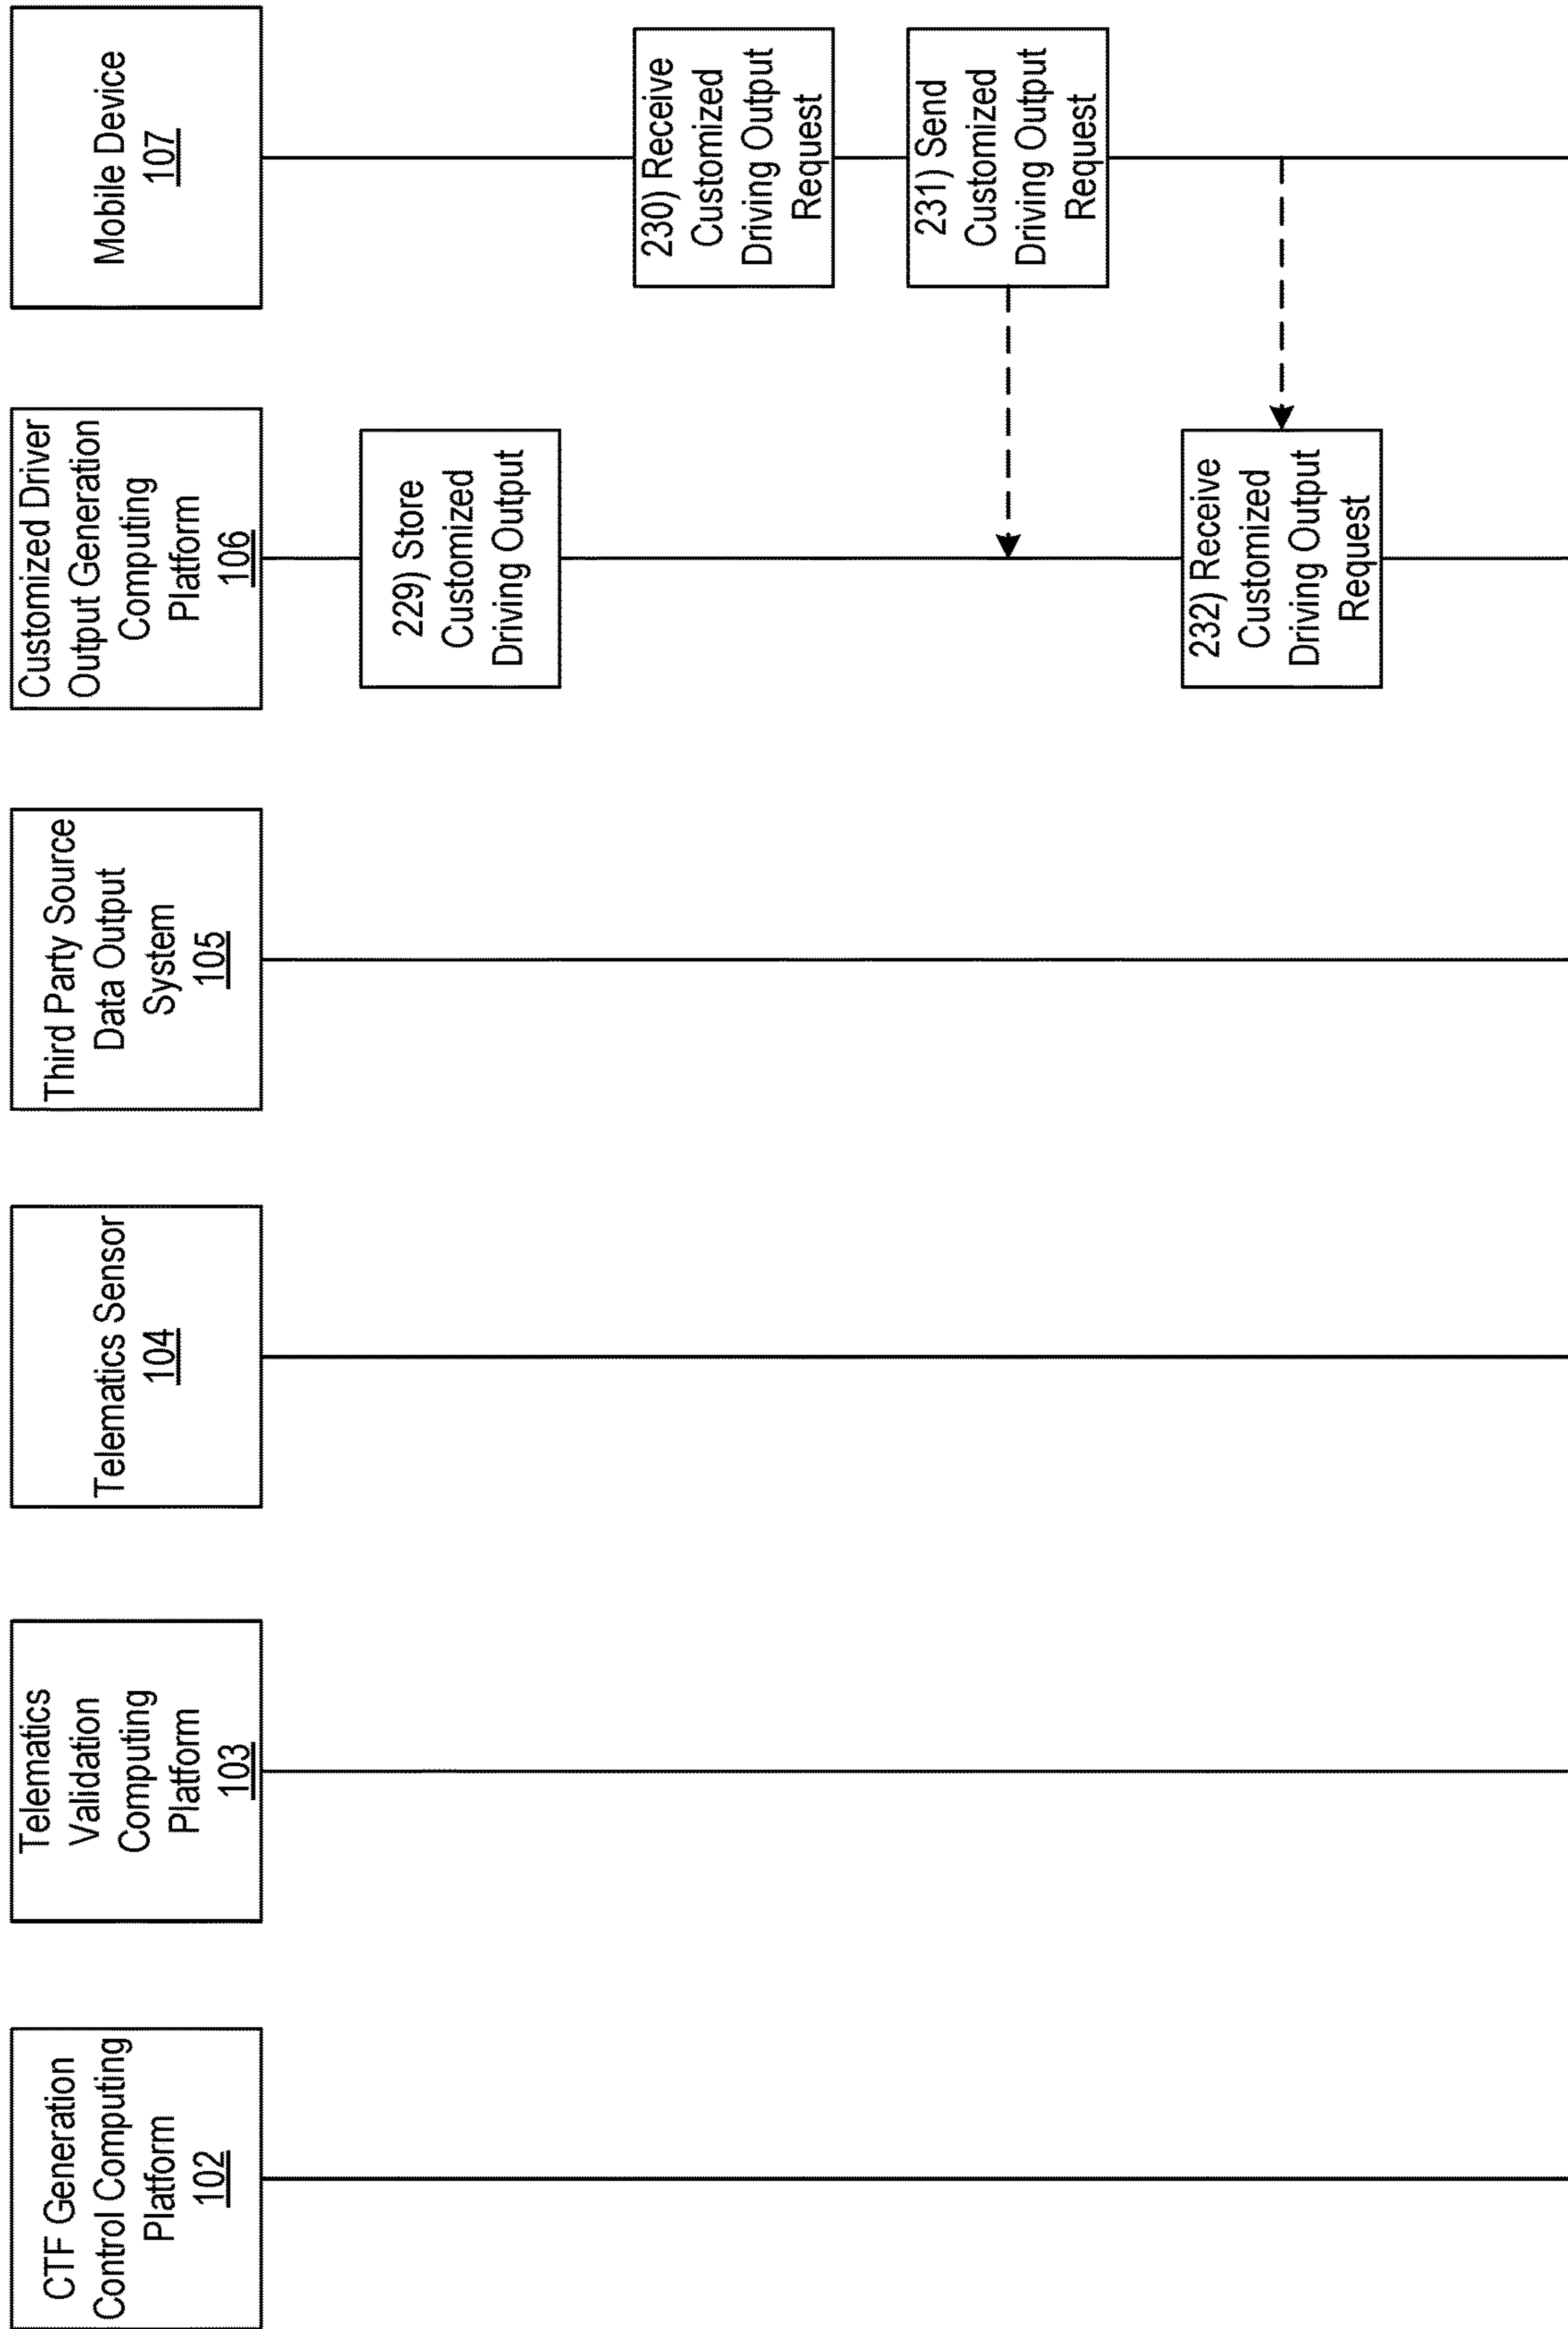 CTF Generation
Control Computing
Platform
102
Telematics
Validation
Computing
Platform
103
Telematics Sensor
104
Third Party Source
Data Output
System
105
Customized Driver
Output Generation
Computing
Platform
106
Mobile Device
107
229) Store
Customized
Driving Output
230) Receive
Customized
Driving Output
Request
231) Send
Customized
Driving Output
Request
232) Receive
Customized
Driving Output
Request